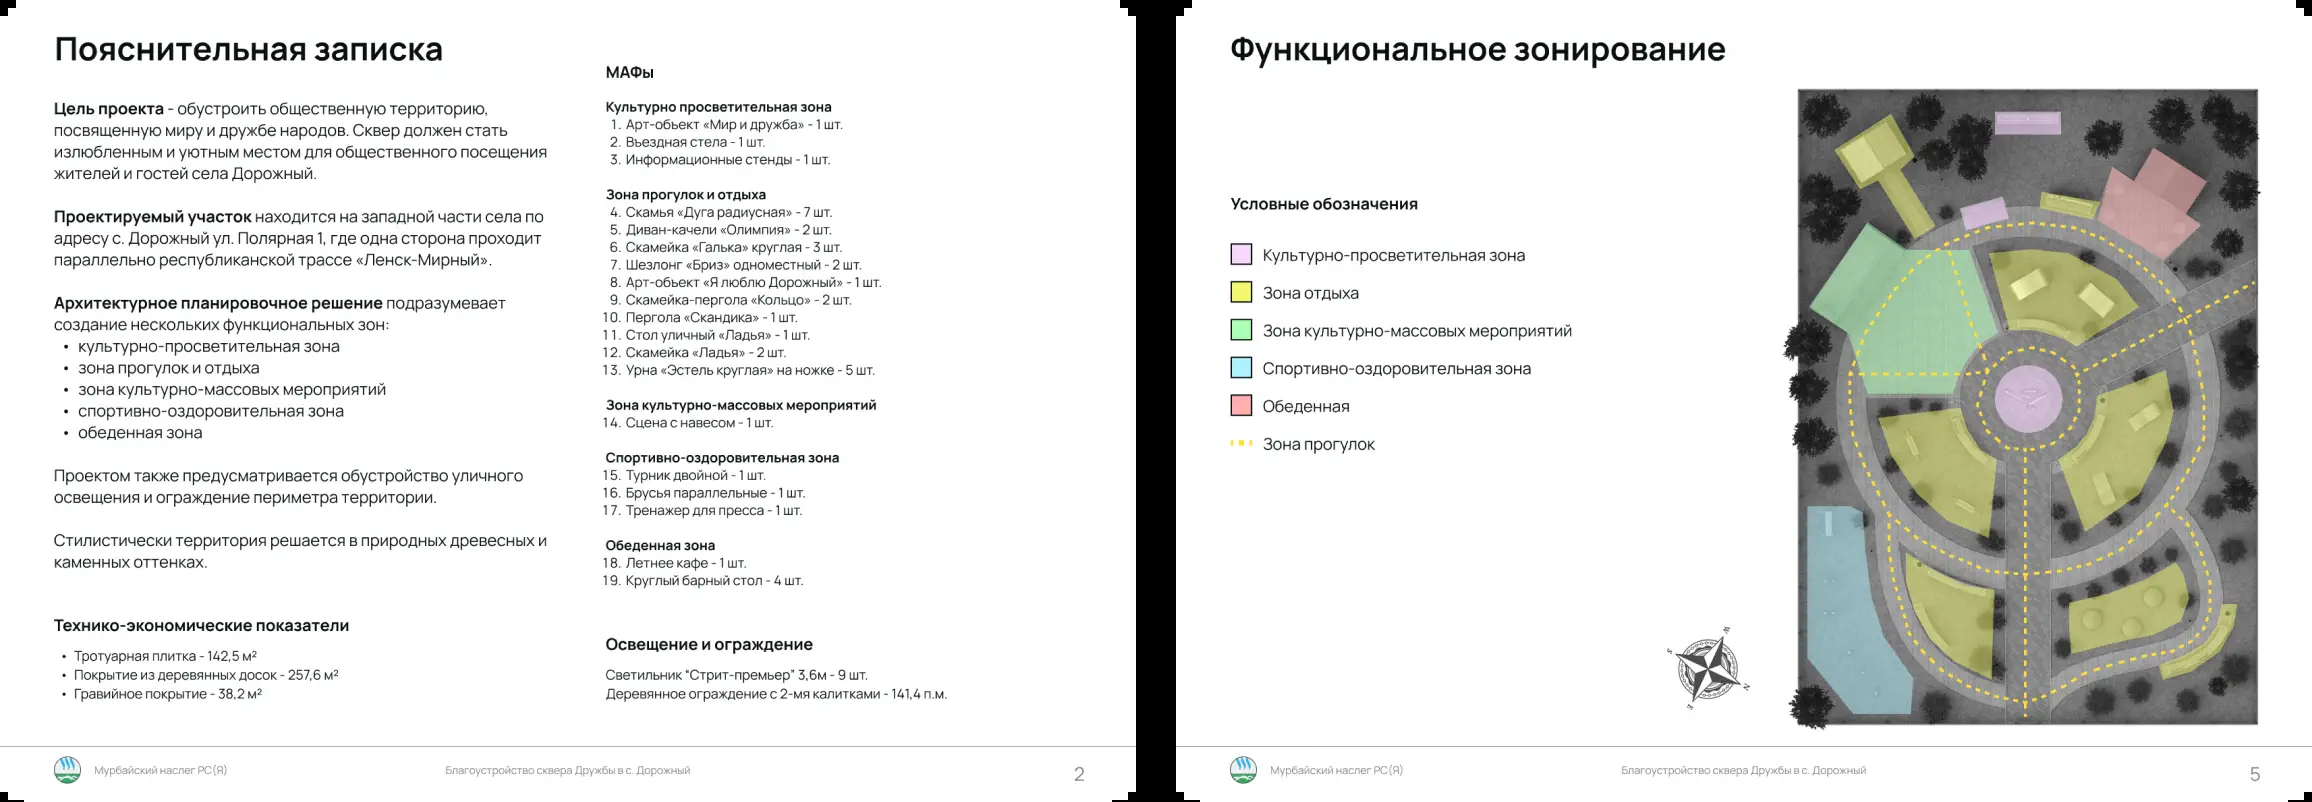 Пояснительная записка
Цель проекта - обустроить общественную территорию,
посвященную миру и дружбе народов. Сквер должен стать
излюбленным и уютным местом для общественного посещения
жителей и гостей села Дорожный.
Проектируемый участок находится на западной части села по
адресу с. Дорожный ул. Полярная 1, где одна сторона проходит
параллельно республиканской трассе «Ленск-Мирный».
Архитектурное планировочное решение подразумевает
создание нескольких функциональных зон:
• культурно-просветительная зона
• зона прогулок и отдыха
• зона культурно-массовых мероприятий
• спортивно-оздоровительная зона
• обеденная зона
Проектом также предусматривается обустройство уличного
освещения и ограждение периметра территории.
Стилистически территория решается в природных древесных и
каменных оттенках.
Технико-экономические показатели
• Тротуарная плитка - 142,5 м²
• Покрытие из деревянных досок - 257,6 м²
• Гравийное покрытие - 38,2 м²
МАФы
Культурно просветительная зона
1. Арт-объект «Мир и дружба» - 1 шт.
2. Въездная стела - 1 шт.
3. Информационные стенды - 1 шт.
Зона прогулок и отдыха
4. Скамья «Дуга радиусная» - 7 шт.
5. Диван-качели «Олимпия» - 2 шт.
6. Скамейка «Галька» круглая - 3 шт.
7. Шезлонг «Бриз» одноместный - 2 шт.
8. Арт-объект «Я люблю Дорожный» - 1 шт.
9. Скамейка-пергола «Кольцо» - 2 шт.
10. Пергола «Скандика» - 1 шт.
11. Стол уличный «Ладья» - 1 шт.
12. Скамейка «Ладья» - 2 шт.
13. Урна «Эстель круглая» на ножке - 5 шт.
Зона культурно-массовых мероприятий
14. Сцена с навесом - 1 шт.
Спортивно-оздоровительная зона
15. Турник двойной - 1 шт.
16. Брусья параллельные - 1 шт.
17. Тренажер для пресса - 1 шт.
Обеденная зона
18. Летнее кафе - 1 шт.
19. Круглый барный стол - 4 шт.
Освещение и ограждение
Светильник “Стрит-премьер” 3,6м - 9 шт.
Деревянное ограждение с 2-мя калитками - 141,4 п.м.
Мурбайский наслег РС(Я)
Благоустройство сквера Дружбы в с. Дорожный
2
Функциональное зонирование
Условные обозначения
Культурно-просветительная зона
Зона отдыха
Зона культурно-массовых мероприятий
Спортивно-оздоровительная зона
Обеденная
Зона прогулок
W
S
N
E
Мурбайский наслег РС(Я)
Благоустройство сквера Дружбы в с. Дорожный
5